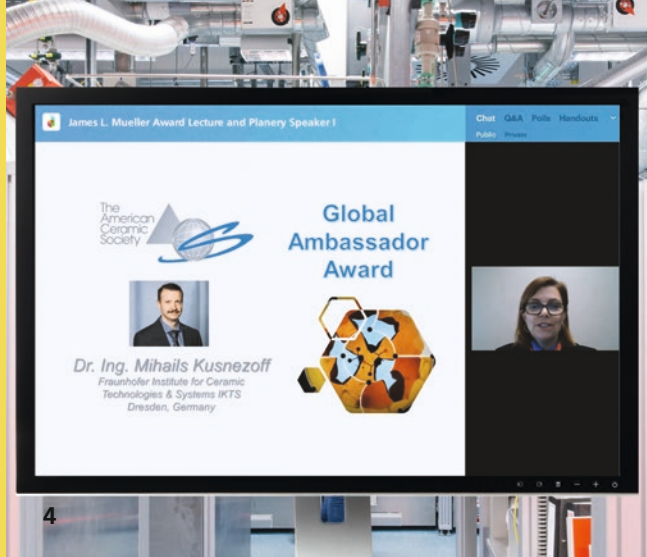 James L. Mueller Award Lecture and Planery Speaker I
Chat Q&A Polls Handouts
Public Private
The
American
Ceramic
Society
Global
Ambassador
Award
Dr. Ing. Mihails Kusnezoff
Fraunhofer Institute for Ceramic
Technologies & Systems IKTS
Dresden, Germany
4